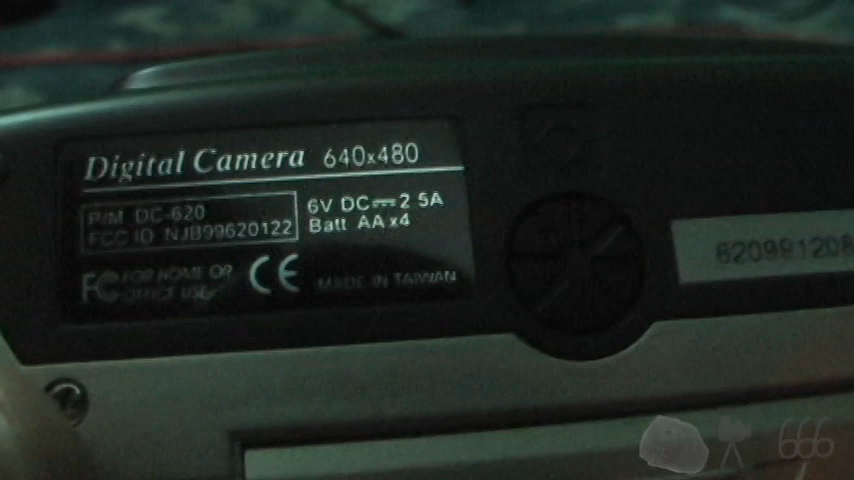 Digital Camera 640x480
P/M DC-620
FCC ID NJB99620122
6V DC⎓2 5A
Batt AA x4
FC FOR HOME OR
OFFICE USE
CE
MADE IN TAIWAN
620991208
666